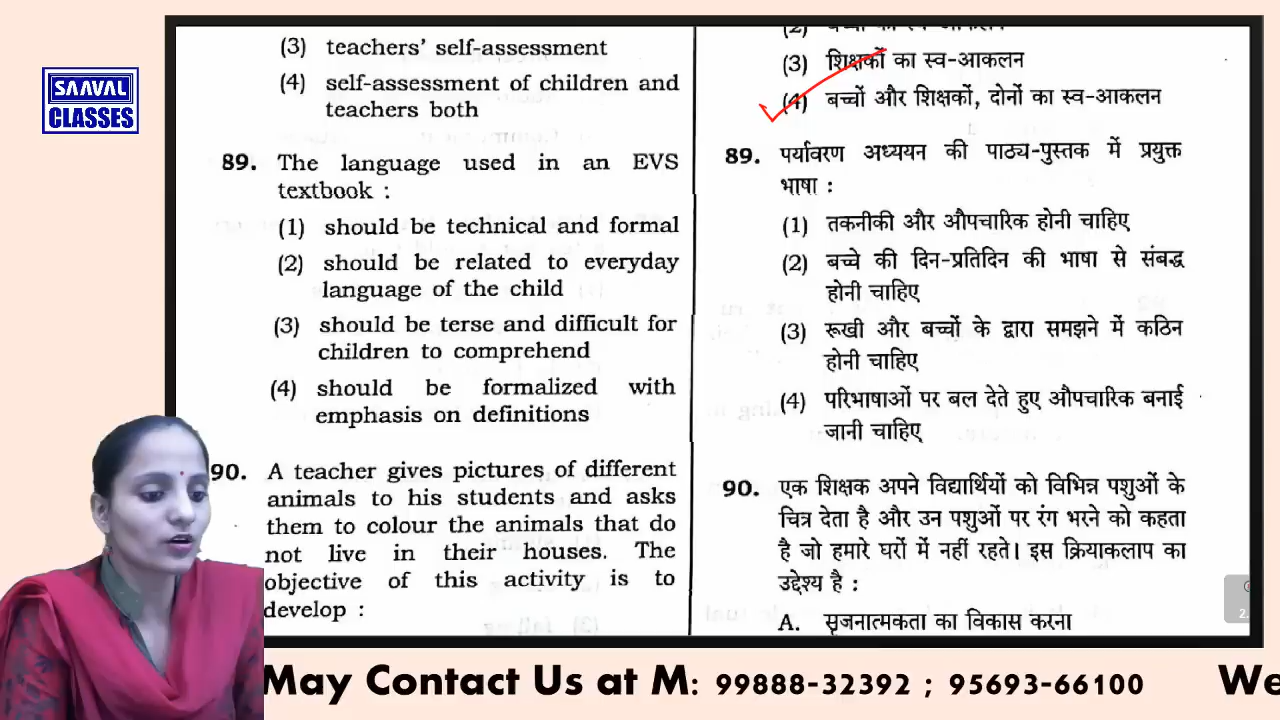 SAAVAL
CLASSES
(3) teachers' self-assessment
(4) self-assessment of children and
teachers both
89. The language used in an EVS
textbook :
(1) should be technical and formal
(2) should be related to everyday
language of the child
(3) should be terse and difficult for
children to comprehend
(4) should be formalized with
emphasis on definitions
90. A teacher gives pictures of different
animals to his students and asks
them to colour the animals that do
not live in their houses. The
objective of this activity is to
develop :
(3) शिक्षकों का स्व-आकलन
(4) बच्चों और शिक्षकों, दोनों का स्व-आकलन
89. पर्यावरण अध्ययन की पाठ्य-पुस्तक में प्रयुक्त
भाषा :
(1) तकनीकी और औपचारिक होनी चाहिए
(2) बच्चे की दिन-प्रतिदिन की भाषा से संबद्ध
होनी चाहिए
(3) रूखी और बच्चों के द्वारा समझने में कठिन
होनी चाहिए
(4) परिभाषाओं पर बल देते हुए औपचारिक बनाई
जानी चाहिए
90. एक शिक्षक अपने विद्यार्थियों को विभिन्न पशुओं के
चित्र देता है और उन पशुओं पर रंग भरने को कहता
है जो हमारे घरों में नहीं रहते। इस क्रियाकलाप का
उद्देश्य है :
A. सृजनात्मकता का विकास करना
May Contact Us at M: 99888-32392 ; 95693-66100 We